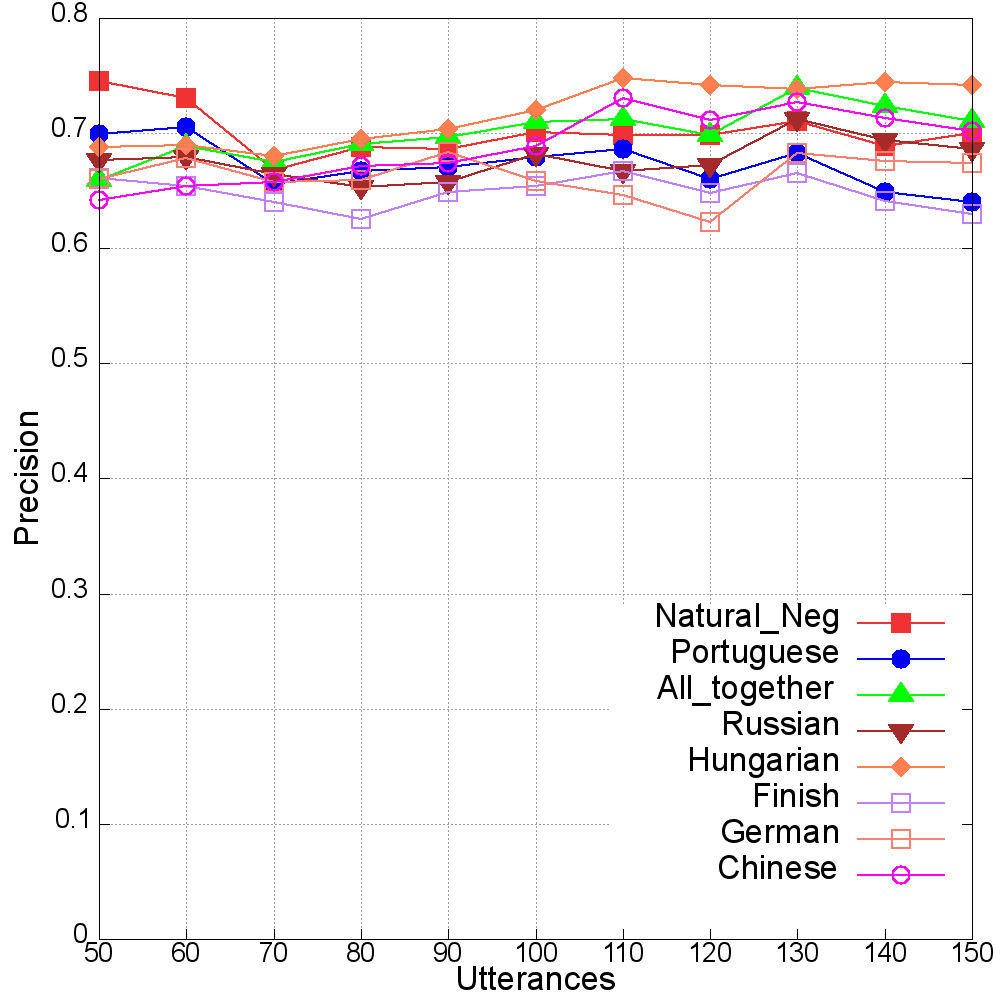 0.8
0.7
0.6
0.5
0.4
0.3
0.2
0.1
0
Precision
50 60 70 80 90 100 110 120 130 140 150
Utterances
Natural_Neg
Portuguese
All_together
Russian
Hungarian
Finish
German
Chinese